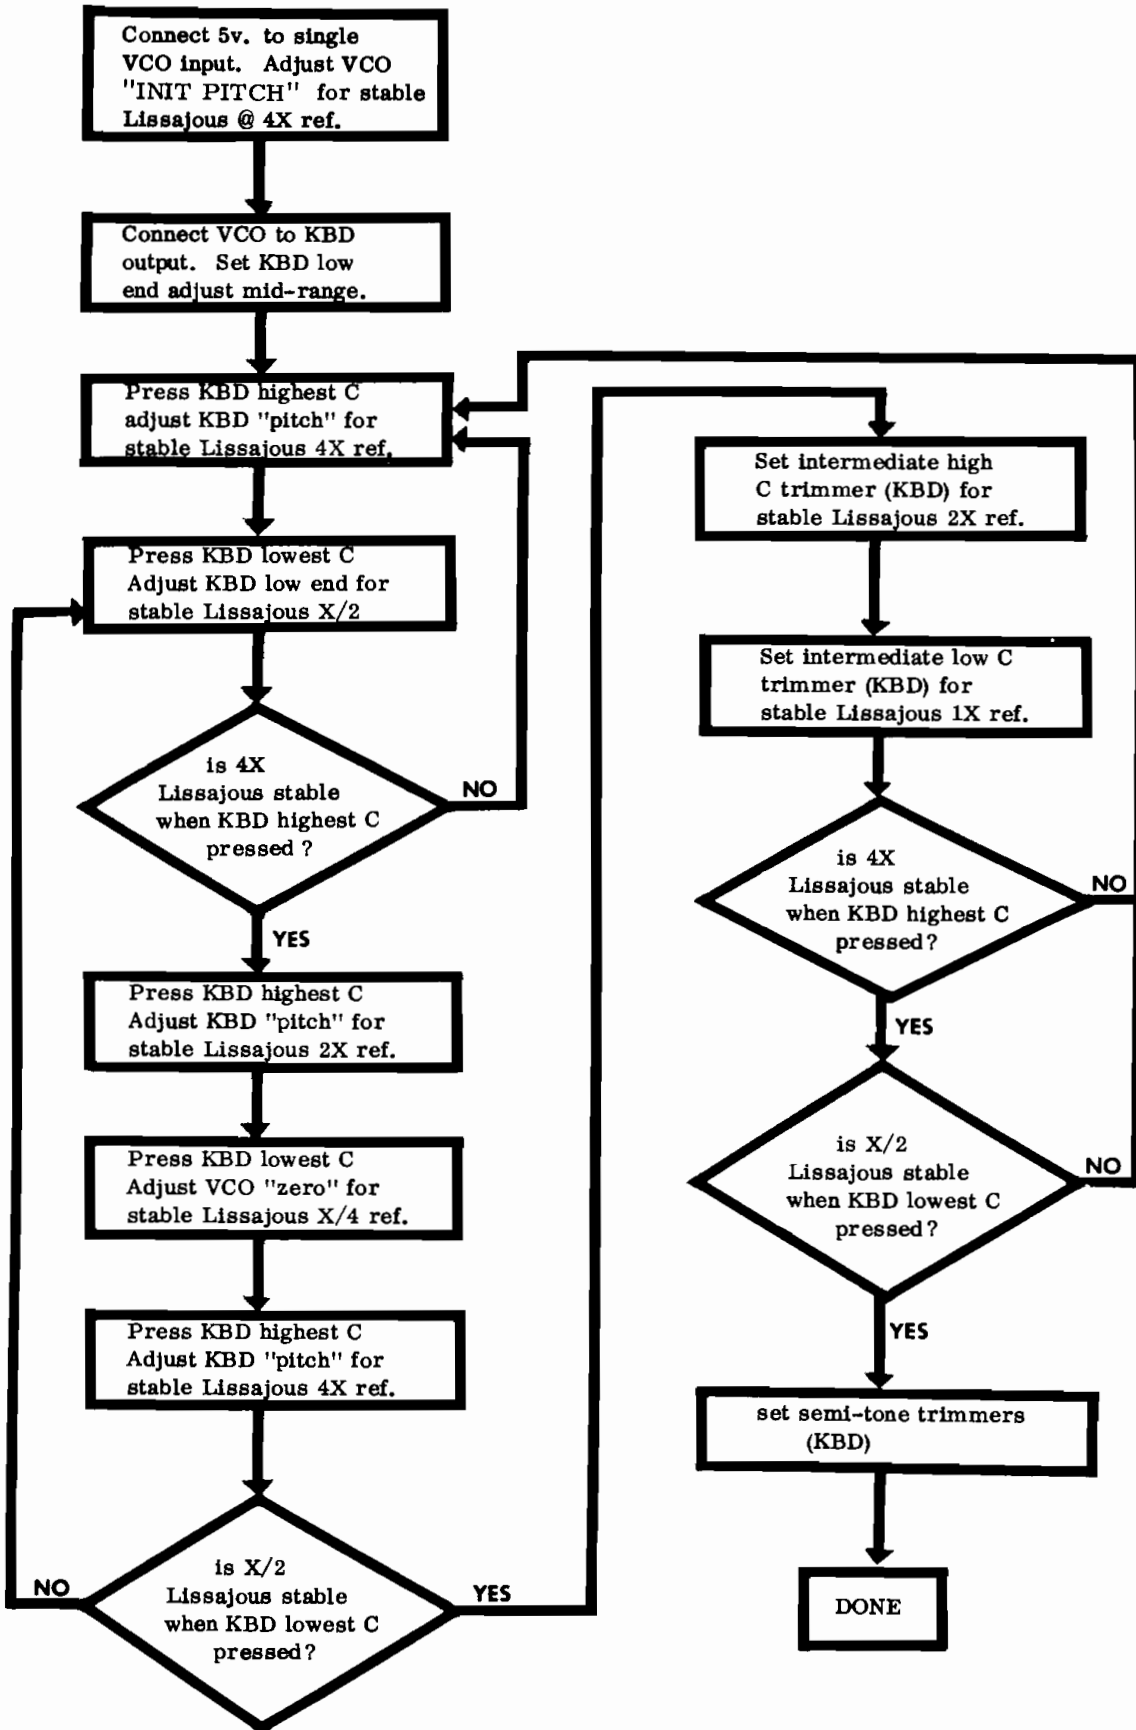 Connect 5v. to single
VCO input. Adjust VCO
"INIT PITCH" for stable
Lissajous @ 4X ref.
Connect VCO to KBD
output. Set KBD low
end adjust mid-range.
Press KBD highest C
adjust KBD "pitch" for
stable Lissajous 4X ref.
Press KBD lowest C
Adjust KBD low end for
stable Lissajous X/2
is 4X
Lissajous stable
when KBD highest C
pressed?
NO
YES
Press KBD highest C
Adjust KBD "pitch" for
stable Lissajous 2X ref.
Press KBD lowest C
Adjust VCO "zero" for
stable Lissajous X/4 ref.
Press KBD highest C
Adjust KBD "pitch" for
stable Lissajous 4X ref.
is X/2
Lissajous stable
when KBD lowest C
pressed?
NO
YES
Set intermediate high
C trimmer (KBD) for
stable Lissajous 2X ref.
Set intermediate low C
trimmer (KBD) for
stable Lissajous 1X ref.
is 4X
Lissajous stable
when KBD highest C
pressed?
NO
YES
is X/2
Lissajous stable
when KBD lowest C
pressed?
NO
YES
set semi-tone trimmers
(KBD)
DONE